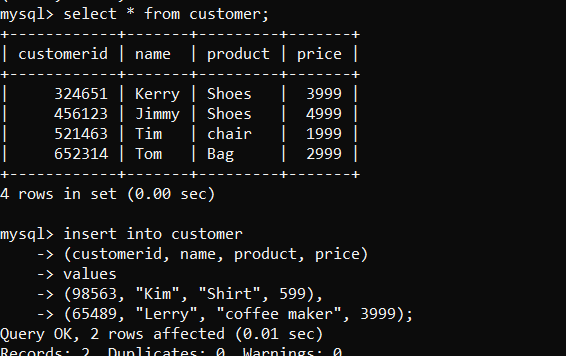 mysql> select * from customer;
+------------+-------+---------+-------+
| customerid | name  | product | price |
+------------+-------+---------+-------+
|     324651 | Kerry | Shoes   |  3999 |
|     456123 | Jimmy | Shoes   |  4999 |
|     521463 | Tim   | chair   |  1999 |
|     652314 | Tom   | Bag     |  2999 |
+------------+-------+---------+-------+
4 rows in set (0.00 sec)
mysql> insert into customer
    -> (customerid, name, product, price)
    -> values
    -> (98563, "Kim", "Shirt", 599),
    -> (65489, "Lerry", "coffee maker", 3999);
Query OK, 2 rows affected (0.01 sec)
Records: 2  Duplicates: 0  Warnings: 0